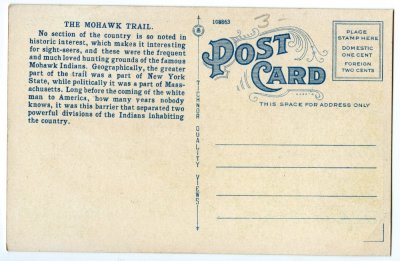 THE MOHAWK TRAIL.
No section of the country is so noted in
historic interest, which makes it interesting
for sight-seers, and these were the frequent
and much loved hunting grounds of the famous
Mohawk Indians. Geographically, the greater
part of the trail was a part of New York
State, while politically it was a part of Mass-
achusetts. Long before the coming of the white
man to America, how many years nobody
knows, it was this barrier that separated two
powerful divisions of the Indians inhabiting
the country.
TICHNOR QUALITY VIEWS
108863
3-
POST
CARD
THIS SPACE FOR ADDRESS ONLY
PLACE
STAMP HERE
DOMESTIC
ONE CENT
FOREIGN
TWO CENTS